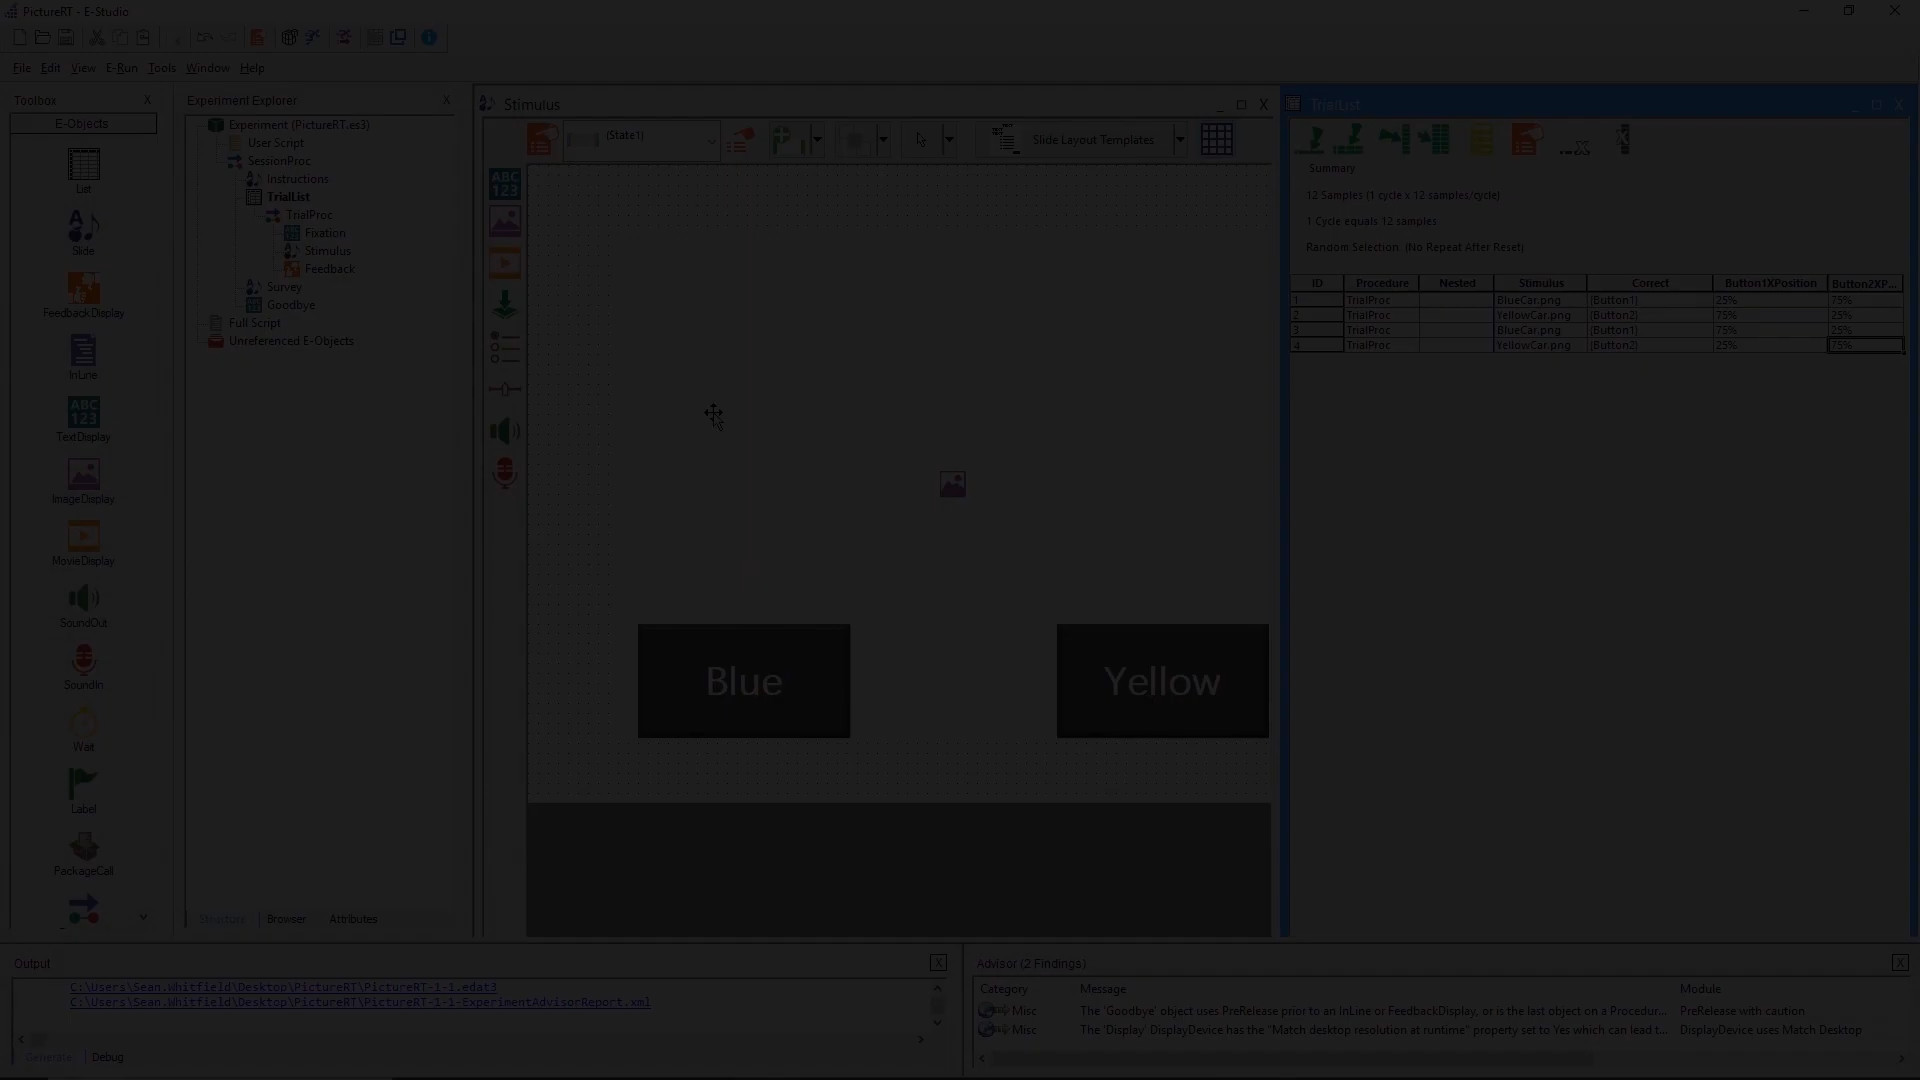 PictureRT - E-Studio
File Edit View E-Run Tools Window Help
Toolbox X
E-Objects
List
Slide
FeedbackDisplay
InLine
ABC
123
TextDisplay
ImageDisplay
MovieDisplay
SoundOut
SoundIn
Wait
Label
PackageCall
Experiment Explorer X
Experiment (PictureRT.es3)
User Script
SessionProc
Instructions
TrialList
TrialProc
Fixation
Stimulus
Feedback
Survey
Goodbye
Full Script
Unreferenced E-Objects
Structure Browser Attributes
Stimulus
(State1)
Slide Layout Templates
ABC
123
Blue
Yellow
TrialList
Summary
12 Samples (1 cycle x 12 samples/cycle)
1 Cycle equals 12 samples
Random Selection (No Repeat After Reset)
ID Procedure Nested Stimulus Correct Button1XPosition Button2XP...
1 TrialProc BlueCar.png {Button1} 25% 75%
2 TrialProc YellowCar.png {Button2} 75% 25%
3 TrialProc BlueCar.png {Button1} 75% 25%
4 TrialProc YellowCar.png {Button2} 25% 75%
Output
C:\Users\Sean.Whitfield\Desktop\PictureRT\PictureRT-1-1.edat3
C:\Users\Sean.Whitfield\Desktop\PictureRT\PictureRT-1-1-ExperimentAdvisorReport.xml
Generate Debug
Advisor (2 Findings)
Category Message Module
Misc The 'Goodbye' object uses PreRelease prior to an InLine or FeedbackDisplay, or is the last object on a Procedur... PreRelease with caution
Misc The 'Display' DisplayDevice has the "Match desktop resolution at runtime" property set to Yes which can lead t... DisplayDevice uses Match Desktop